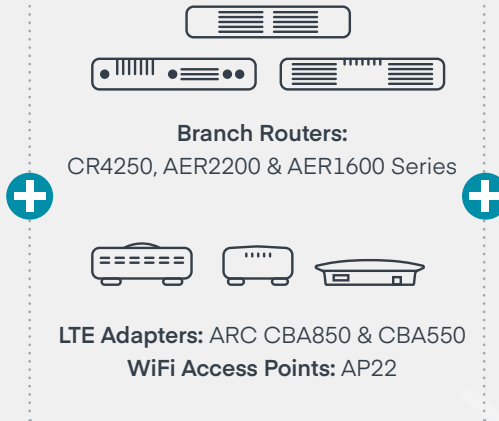 Branch Routers:
CR4250, AER2200 & AER1600 Series
LTE Adapters: ARC CBA850 & CBA550
WiFi Access Points: AP22